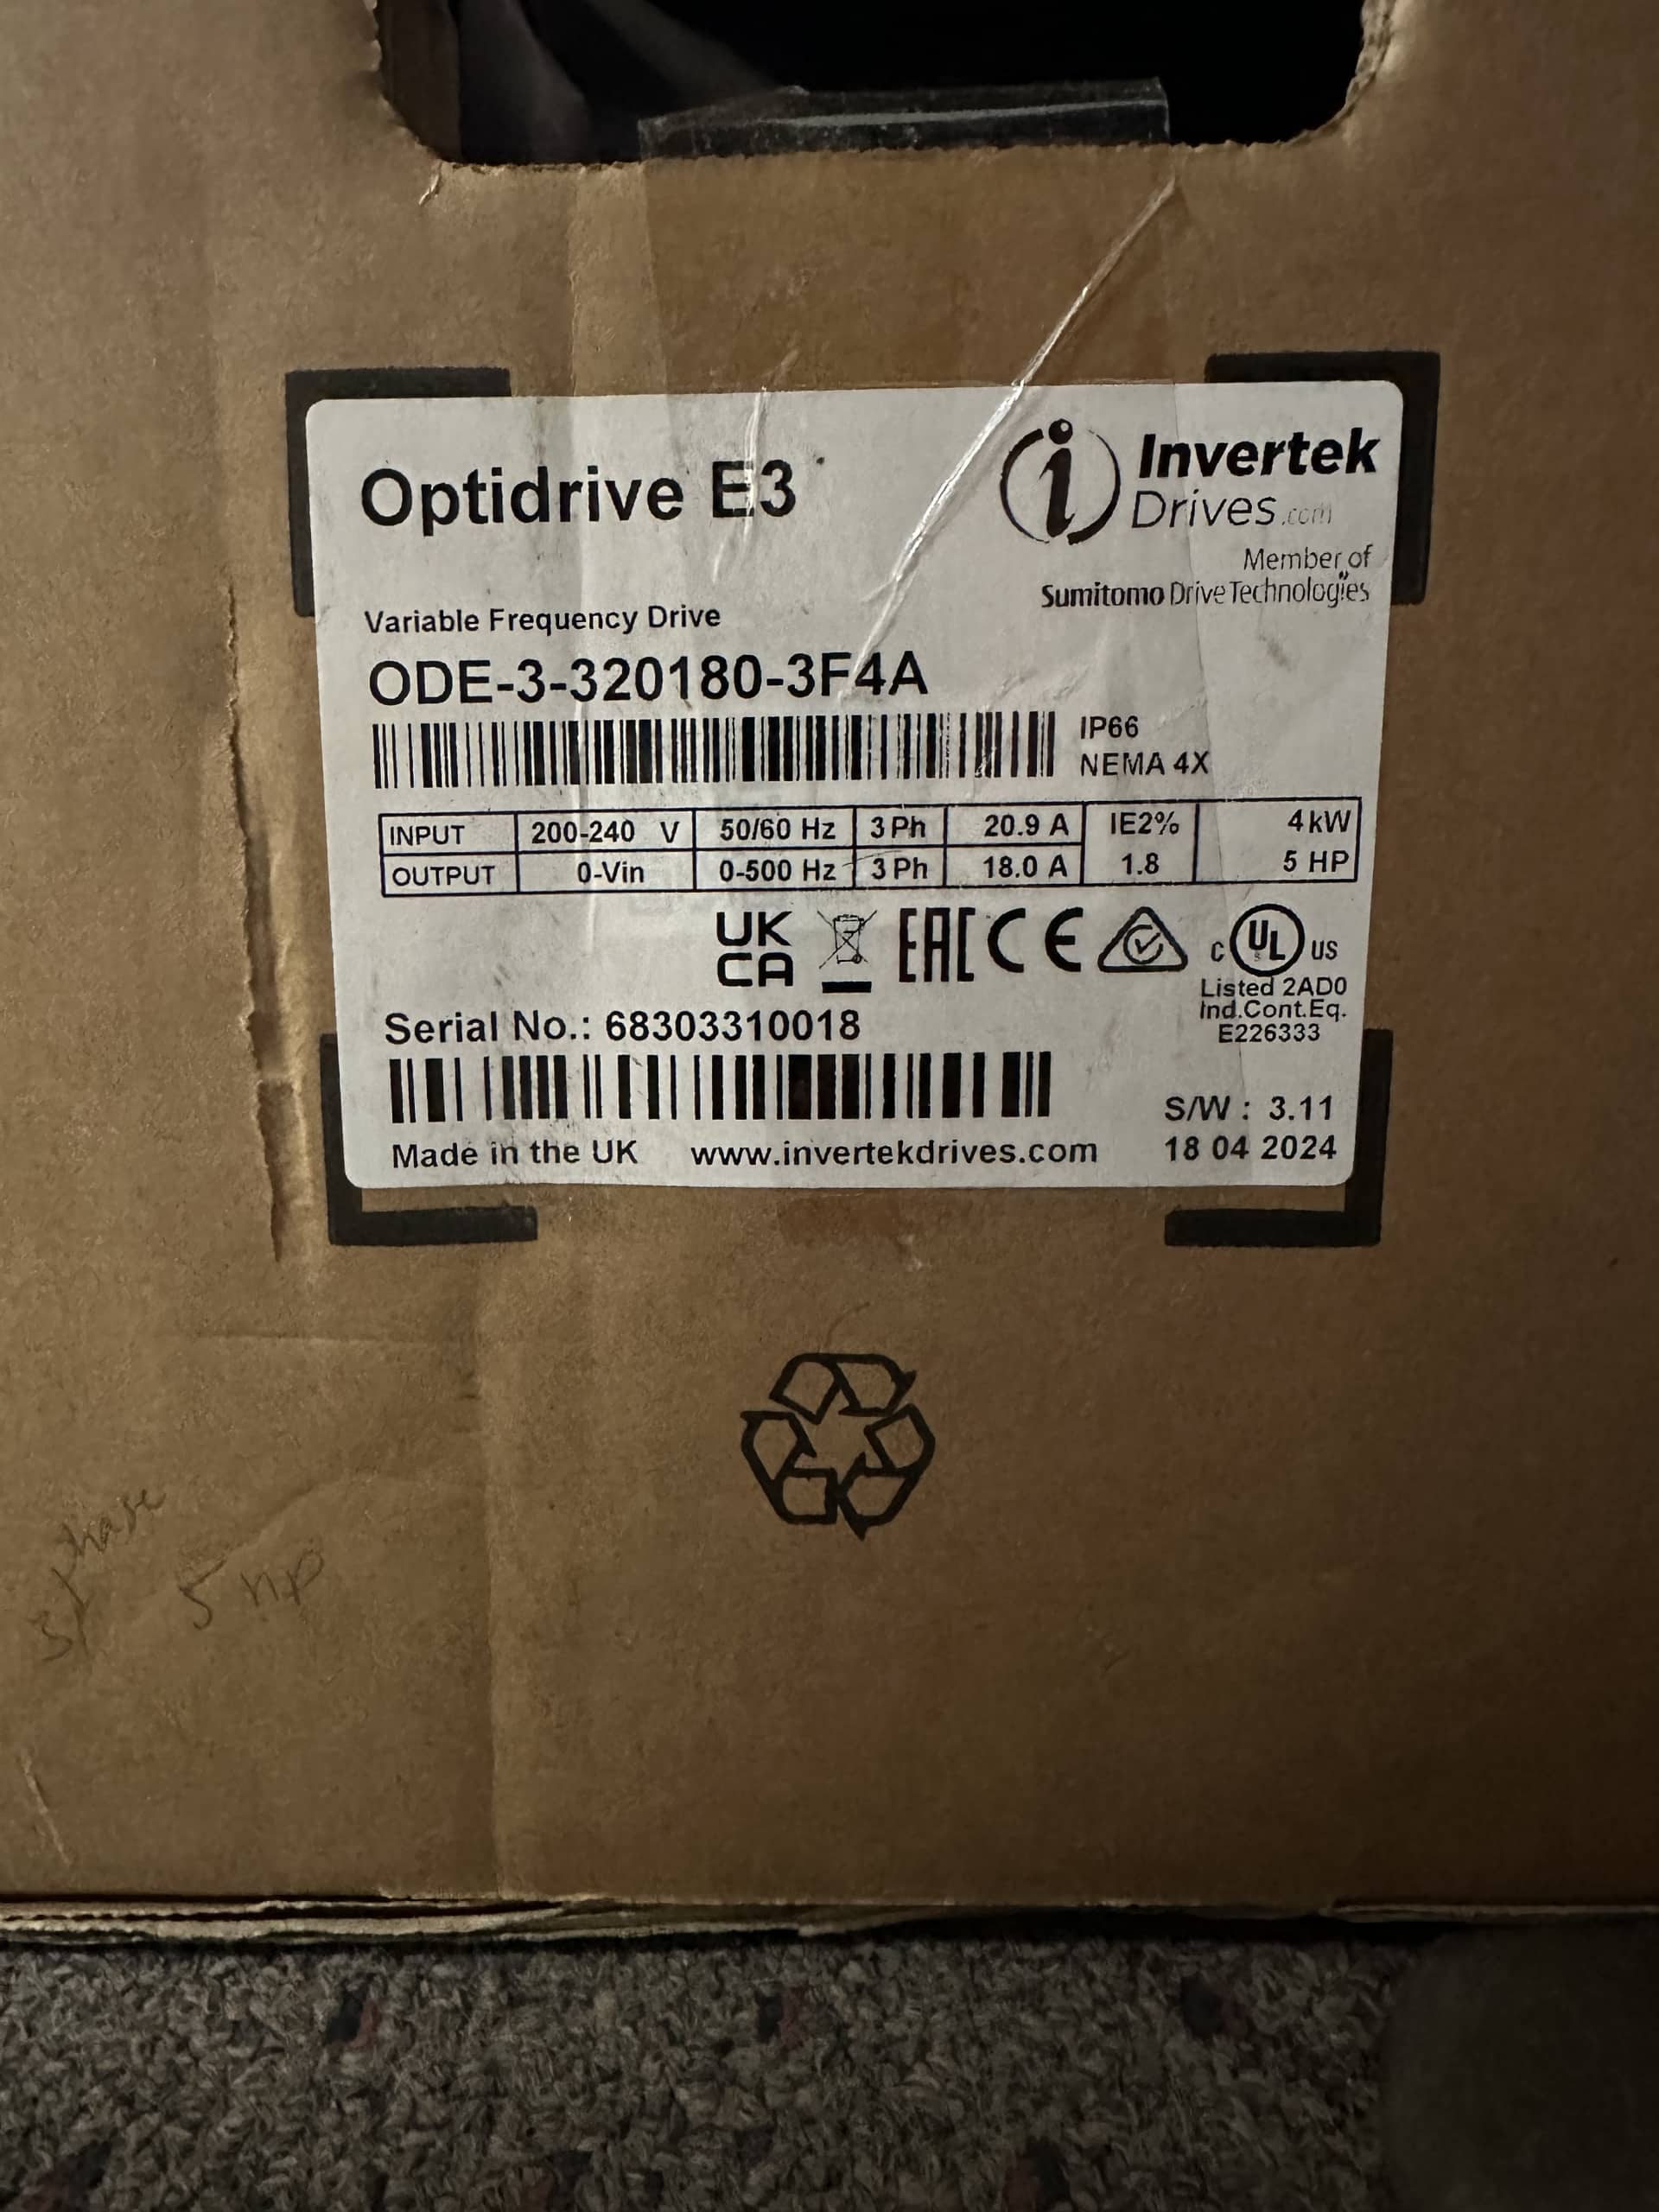 Optidrive E3
Invertek
Drives.com
Member of
Sumitomo Drive Technologies
Variable Frequency Drive
ODE-3-320180-3F4A
IP66
NEMA 4X
INPUT 200-240 V 50/60 Hz 3 Ph 20.9 A IE2% 4 kW
OUTPUT 0-Vin 0-500 Hz 3 Ph 18.0 A 1.8 5 HP
UK
CA
EAC CE C UL US
Listed 2AD0
Ind.Cont.Eq.
E226333
Serial No.: 68303310018
S/W : 3.11
Made in the UK www.invertekdrives.com 18 04 2024
3 phase
5 HP